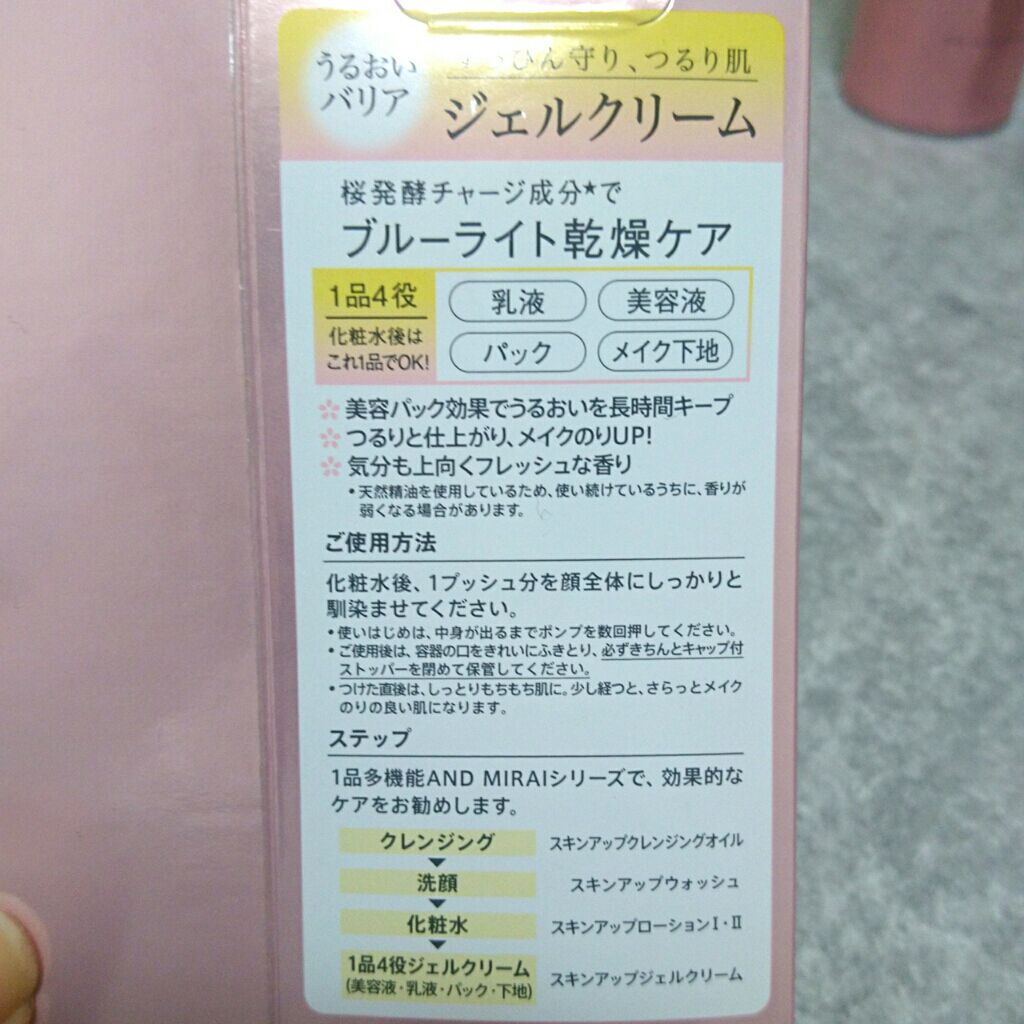 うるおい
バリア
ひん守り、つるり肌
ジェルクリーム
桜発酵チャージ成分★で
ブルーライト乾燥ケア
1品4役
化粧水後は
これ1品でOK!
乳液
美容液
パック
メイク下地
美容パック効果でうるおいを長時間キープ
つるりと仕上がり、メイクのりUP!
気分も上向くフレッシュな香り
•天然精油を使用しているため、使い続けているうちに、香りが
弱くなる場合があります。
ご使用方法
化粧水後、1プッシュ分を顔全体にしっかりと
馴染ませてください。
•使いはじめは、中身が出るまでポンプを数回押してください。
•ご使用後は、容器の口をきれいにふきとり、必ずきちんとキャップ付
ストッパーを閉めて保管してください。
•つけた直後は、しっとりもちもち肌に。少し経つと、さらっとメイク
のりの良い肌になります。
ステップ
1品多機能AND MIRAIシリーズで、効果的な
ケアをお勧めします。
クレンジング スキンアップクレンジングオイル
洗顔 スキンアップウォッシュ
化粧水 スキンアップローションⅠ・Ⅱ
1品4役ジェルクリーム スキンアップジェルクリーム
(美容液・乳液・パック・下地)